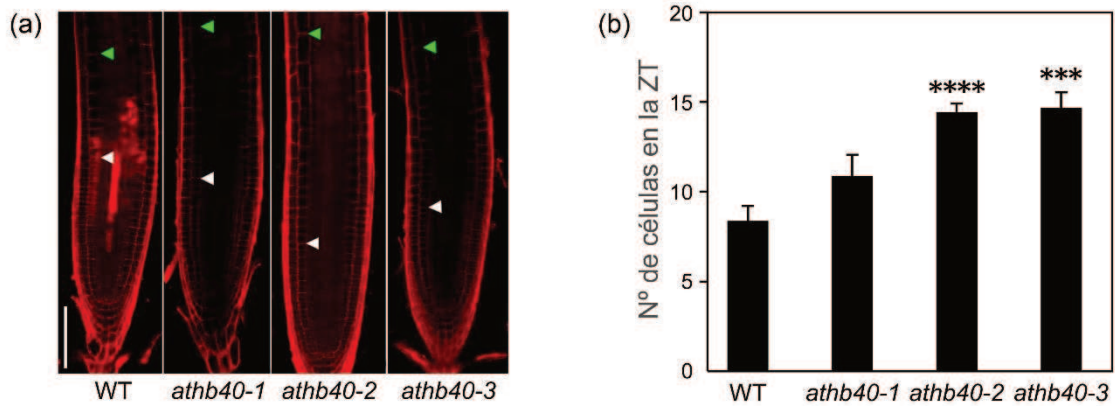 (a)
WT athb40-1 athb40-2 athb40-3
(b)
Nº de células en la ZT
20
15
10
5
0
**** ***
WT athb40-1 athb40-2 athb40-3